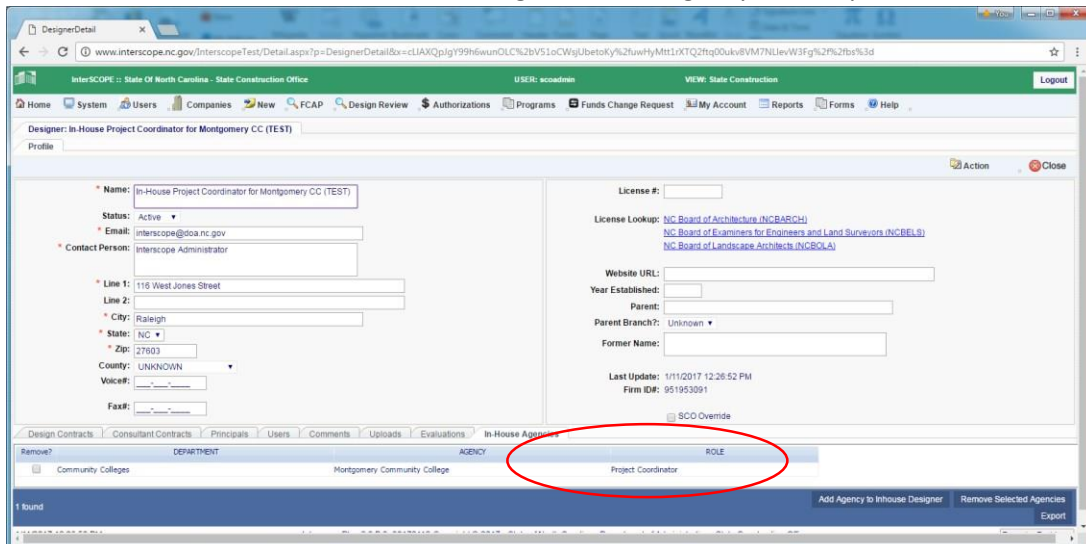 DesignerDetail
You
www.interscope.nc.gov/InterscopeTest/Detail.aspx?p=DesignerDetail&x=
InterSCOPE :: State Of North Carolina - State Construction Office USER: scoadmin VIEW: State Construction Logout
Home System Users Companies New FCAP Design Review Authorizations Programs Funds Change Request My Account Reports Forms Help
Designer: In-House Project Coordinator for Montgomery CC (TEST)
Profile
Action Close
* Name: In-House Project Coordinator for Montgomery CC (TEST)
Status: Active
* Email: interscope@doa.nc.gov
* Contact Person: Interscope Administrator
* Line 1: 116 West Jones Street
Line 2:
* City: Raleigh
* State: NC
* Zip: 27603
County: UNKNOWN
Voice#: ___-___-____
Fax#: ___-___-____
License #:
License Lookup: NC Board of Architecture (NCBARCH)
NC Board of Examiners for Engineers and Land Surveyors (NCBELS)
NC Board of Landscape Architects (NCBOLA)
Website URL:
Year Established:
Parent:
Parent Branch?: Unknown
Former Name:
Last Update: 1/11/2017 12:26:52 PM
Firm ID#: 951953091
SCO Override
Design Contracts Consultant Contracts Principals Users Comments Uploads Evaluations In-House Agencies
Remove? DEPARTMENT AGENCY ROLE
Community Colleges Montgomery Community College Project Coordinator
1 found
Add Agency to Inhouse Designer Remove Selected Agencies
Export